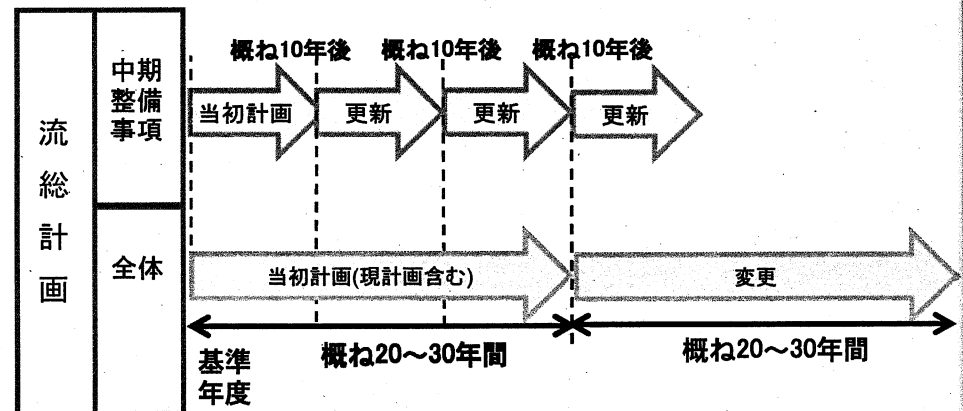 流総計画
中期
整備
事項
概ね10年後
概ね10年後
概ね10年後
当初計画
更新
更新
更新
全体
当初計画(現計画含む)
変更
基準
年度
概ね20～30年間
概ね20～30年間